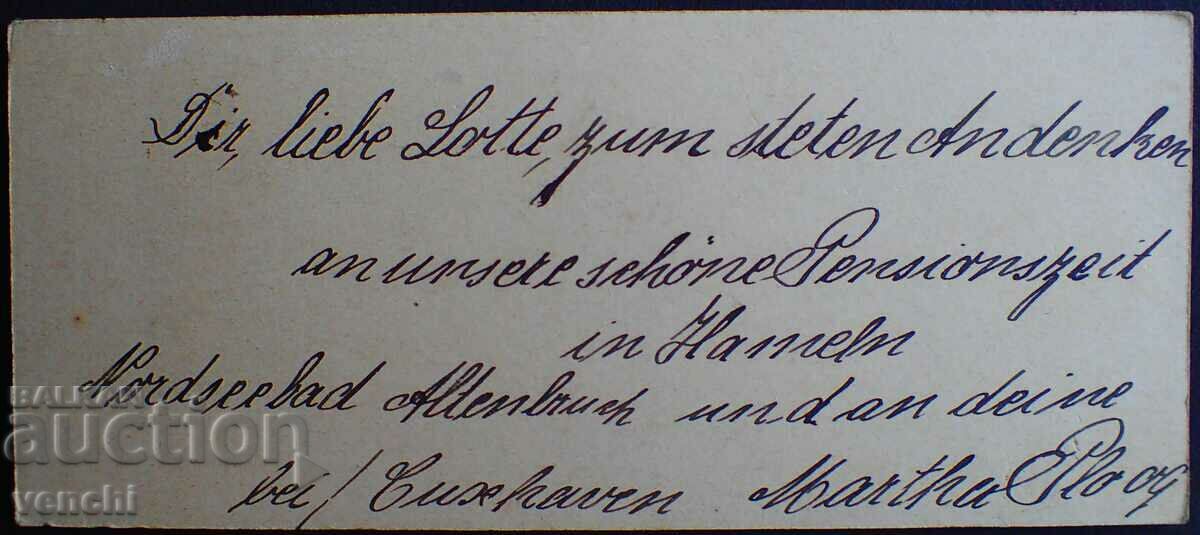 Dir, liebe Lotte, zum steten Andenken
an unsere schöne Pensionszeit
in Hameln
Nordseebad Altenbruch und an deine
bei/Cuxhaven Martha Plooy
BALKAN
auction
venchi